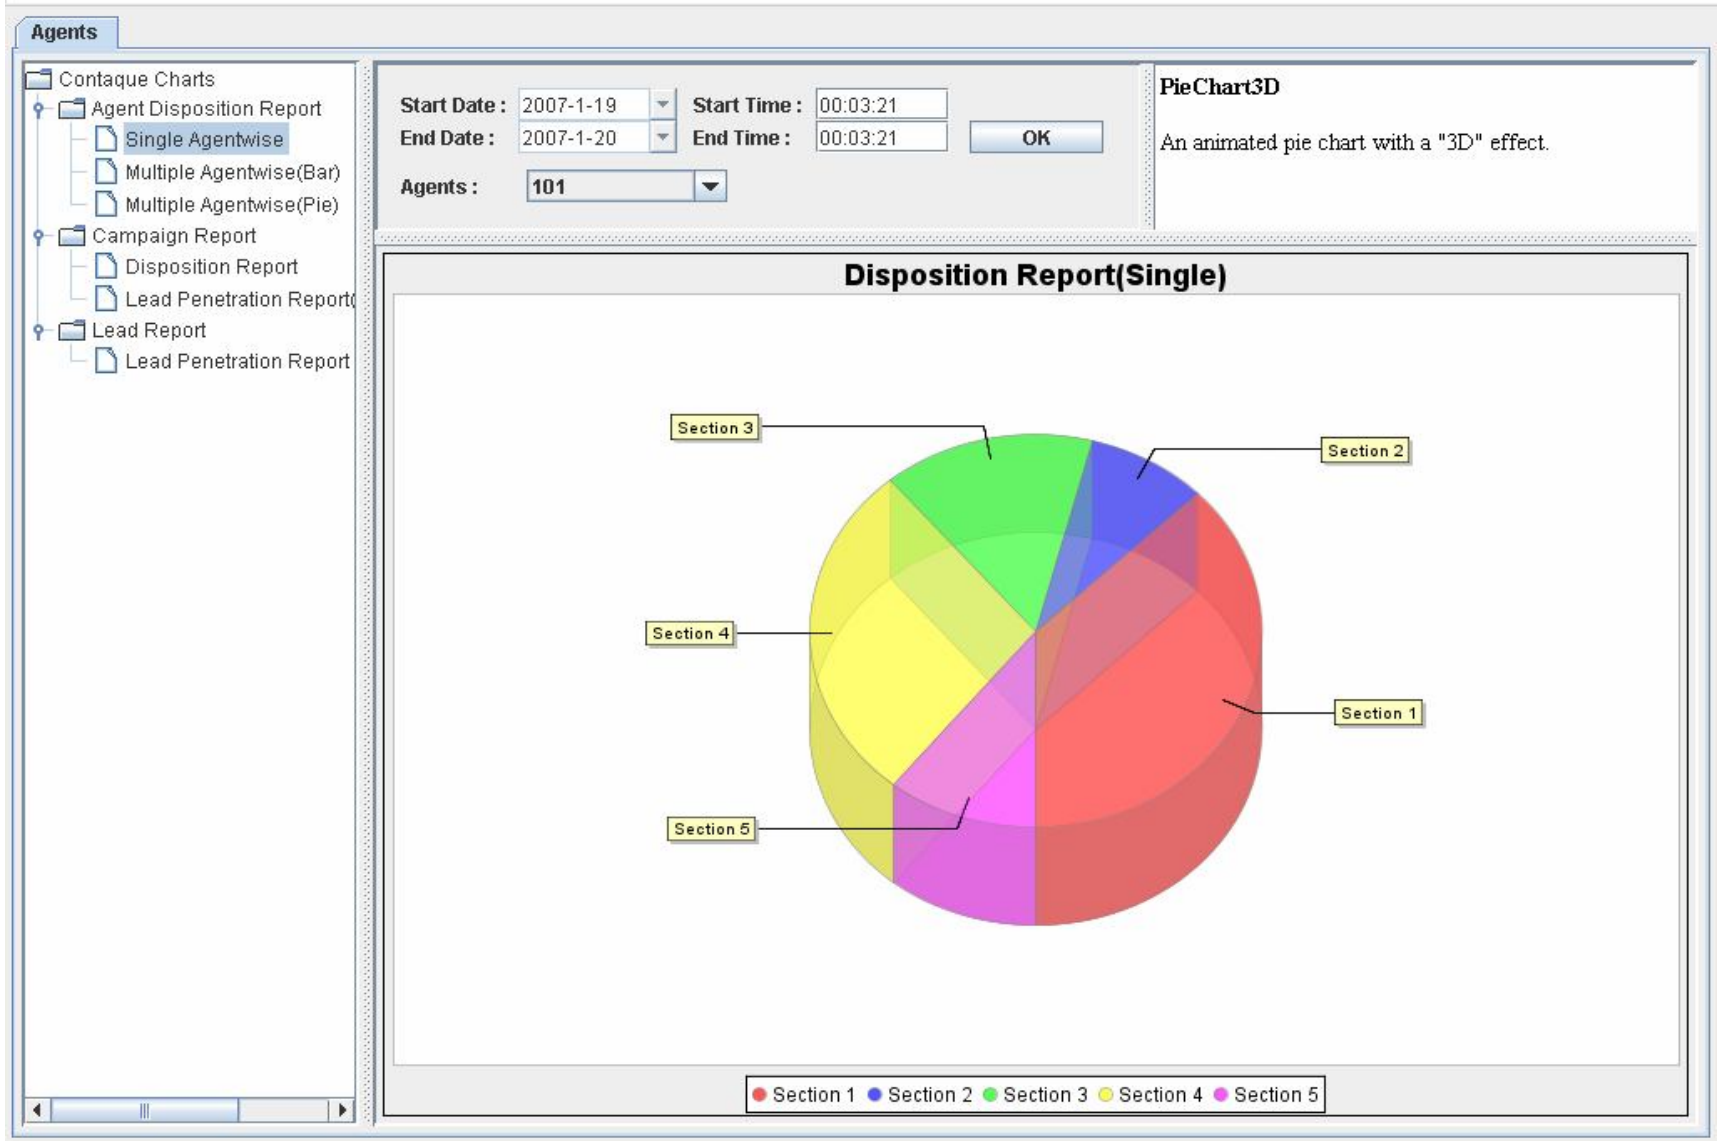 Agents
Contaque Charts
Agent Disposition Report
Single Agentwise
Multiple Agentwise(Bar)
Multiple Agentwise(Pie)
Campaign Report
Disposition Report
Lead Penetration Report(
Lead Report
Lead Penetration Report
Start Date : 2007-1-19 Start Time : 00:03:21
End Date : 2007-1-20 End Time : 00:03:21 OK
Agents : 101
PieChart3D
An animated pie chart with a "3D" effect.
Disposition Report(Single)
Section 3
Section 2
Section 4
Section 1
Section 5
Section 1 Section 2 Section 3 Section 4 Section 5